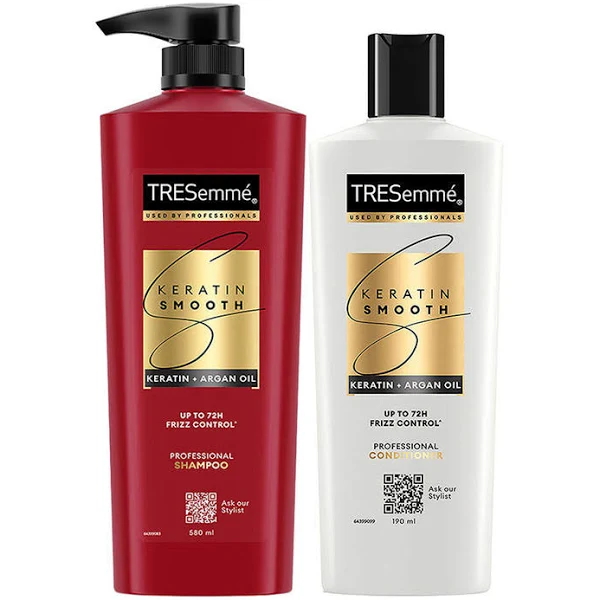 TRESemmé®
USED BY PROFESSIONALS
KERATIN
SMOOTH
KERATIN + ARGAN OIL
UP TO 72H
FRIZZ CONTROL*
PROFESSIONAL
SHAMPOO
Ask our
Stylist
580 ml
TRESemmé®
USED BY PROFESSIONALS
KERATIN
SMOOTH
KERATIN + ARGAN OIL
UP TO 72H
FRIZZ CONTROL*
PROFESSIONAL
CONDITIONER
Ask our
Stylist
190 ml